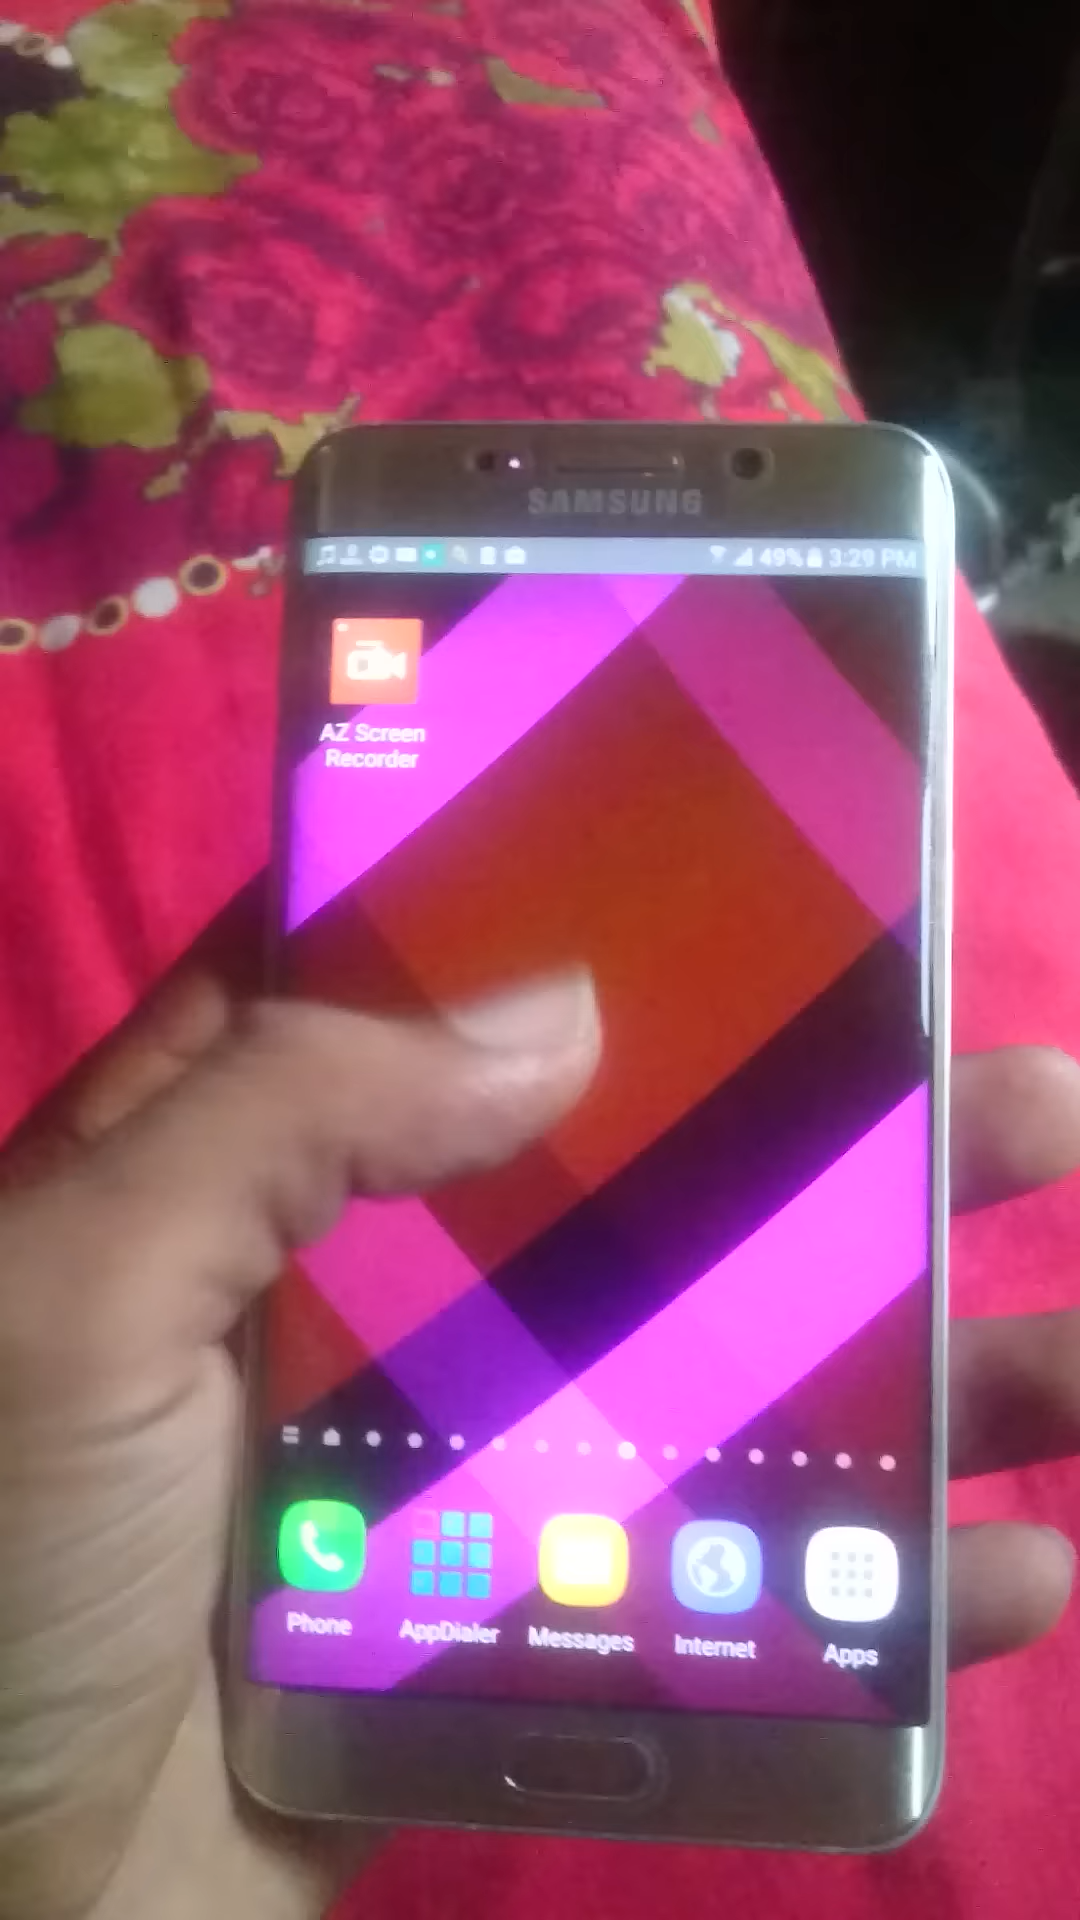 SAMSUNG
49% 3:29 PM
AZ Screen
Recorder
Phone
AppDialer
Messages
Internet
Apps